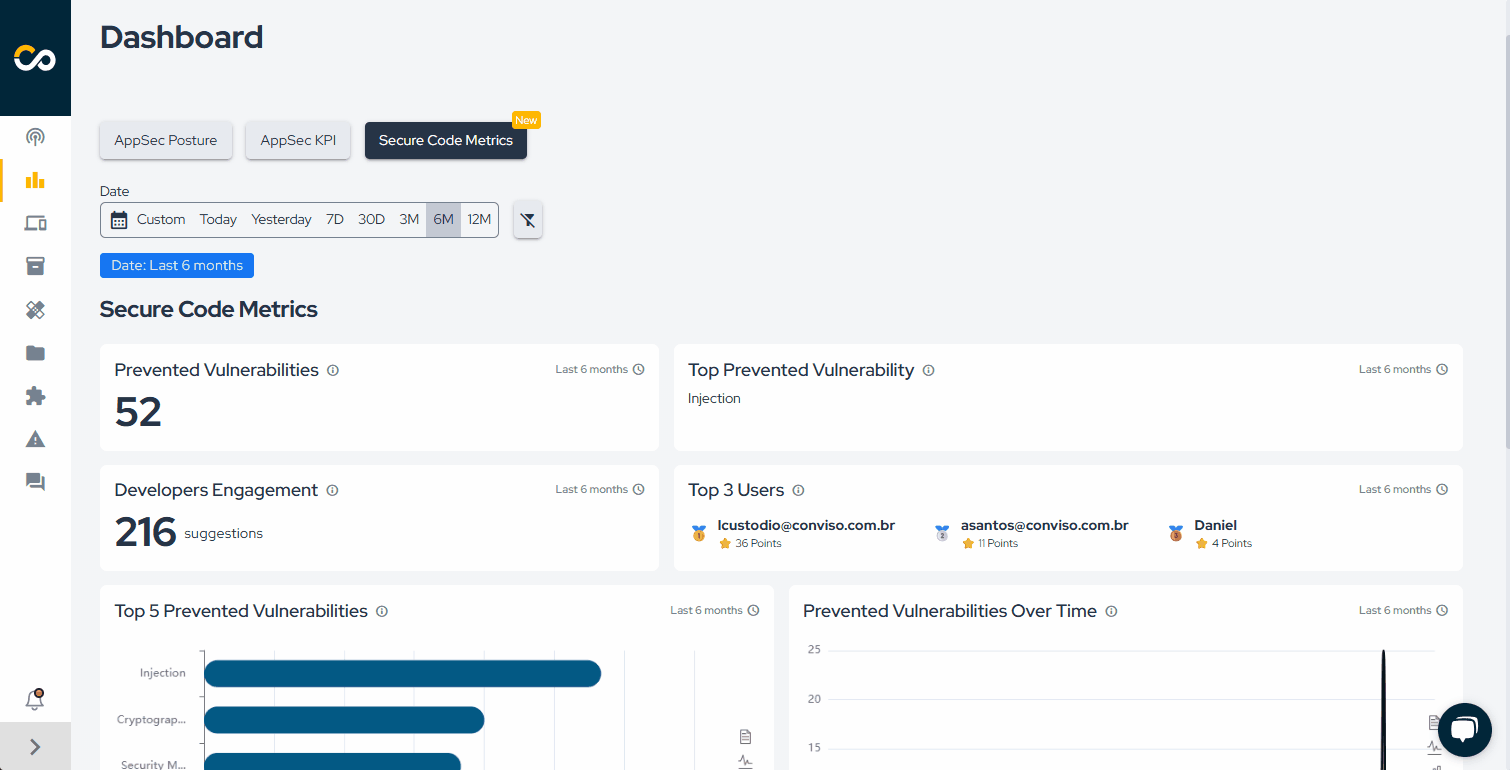 Dashboard
New
AppSec Posture AppSec KPI Secure Code Metrics
Date
Custom Today Yesterday 7D 30D 3M 6M 12M
Date: Last 6 months
Secure Code Metrics
Prevented Vulnerabilities Last 6 months
52
Top Prevented Vulnerability Last 6 months
Injection
Developers Engagement Last 6 months
216 suggestions
Top 3 Users Last 6 months
1 lcustodio@conviso.com.br
36 Points
2 asantos@conviso.com.br
11 Points
3 Daniel
4 Points
Top 5 Prevented Vulnerabilities Last 6 months
Injection
Cryptograp...
Security M...
Prevented Vulnerabilities Over Time Last 6 months
25
20
15